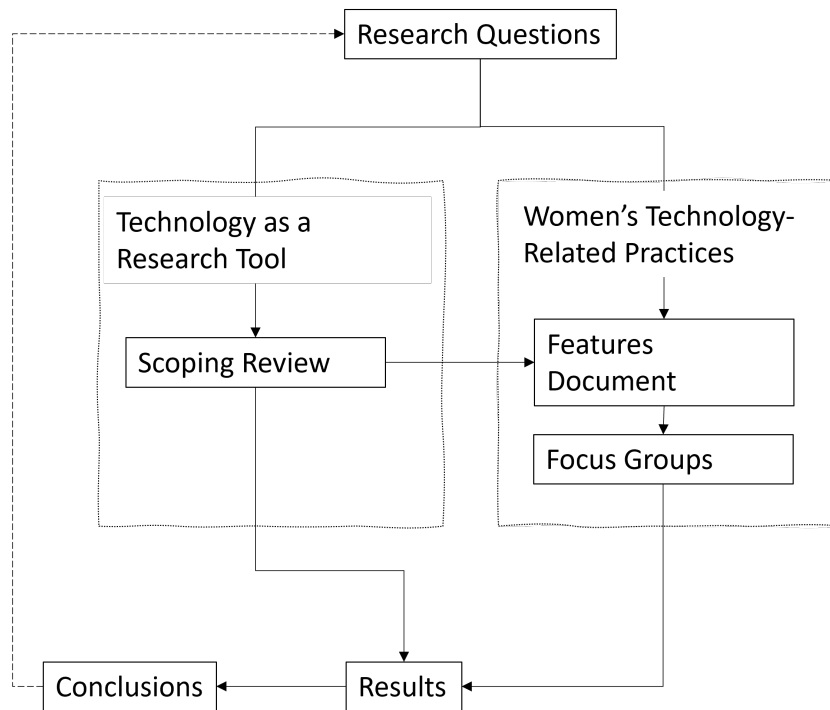 Research Questions
Technology as a
Research Tool
Women's Technology-
Related Practices
Scoping Review
Features
Document
Focus Groups
Conclusions
Results